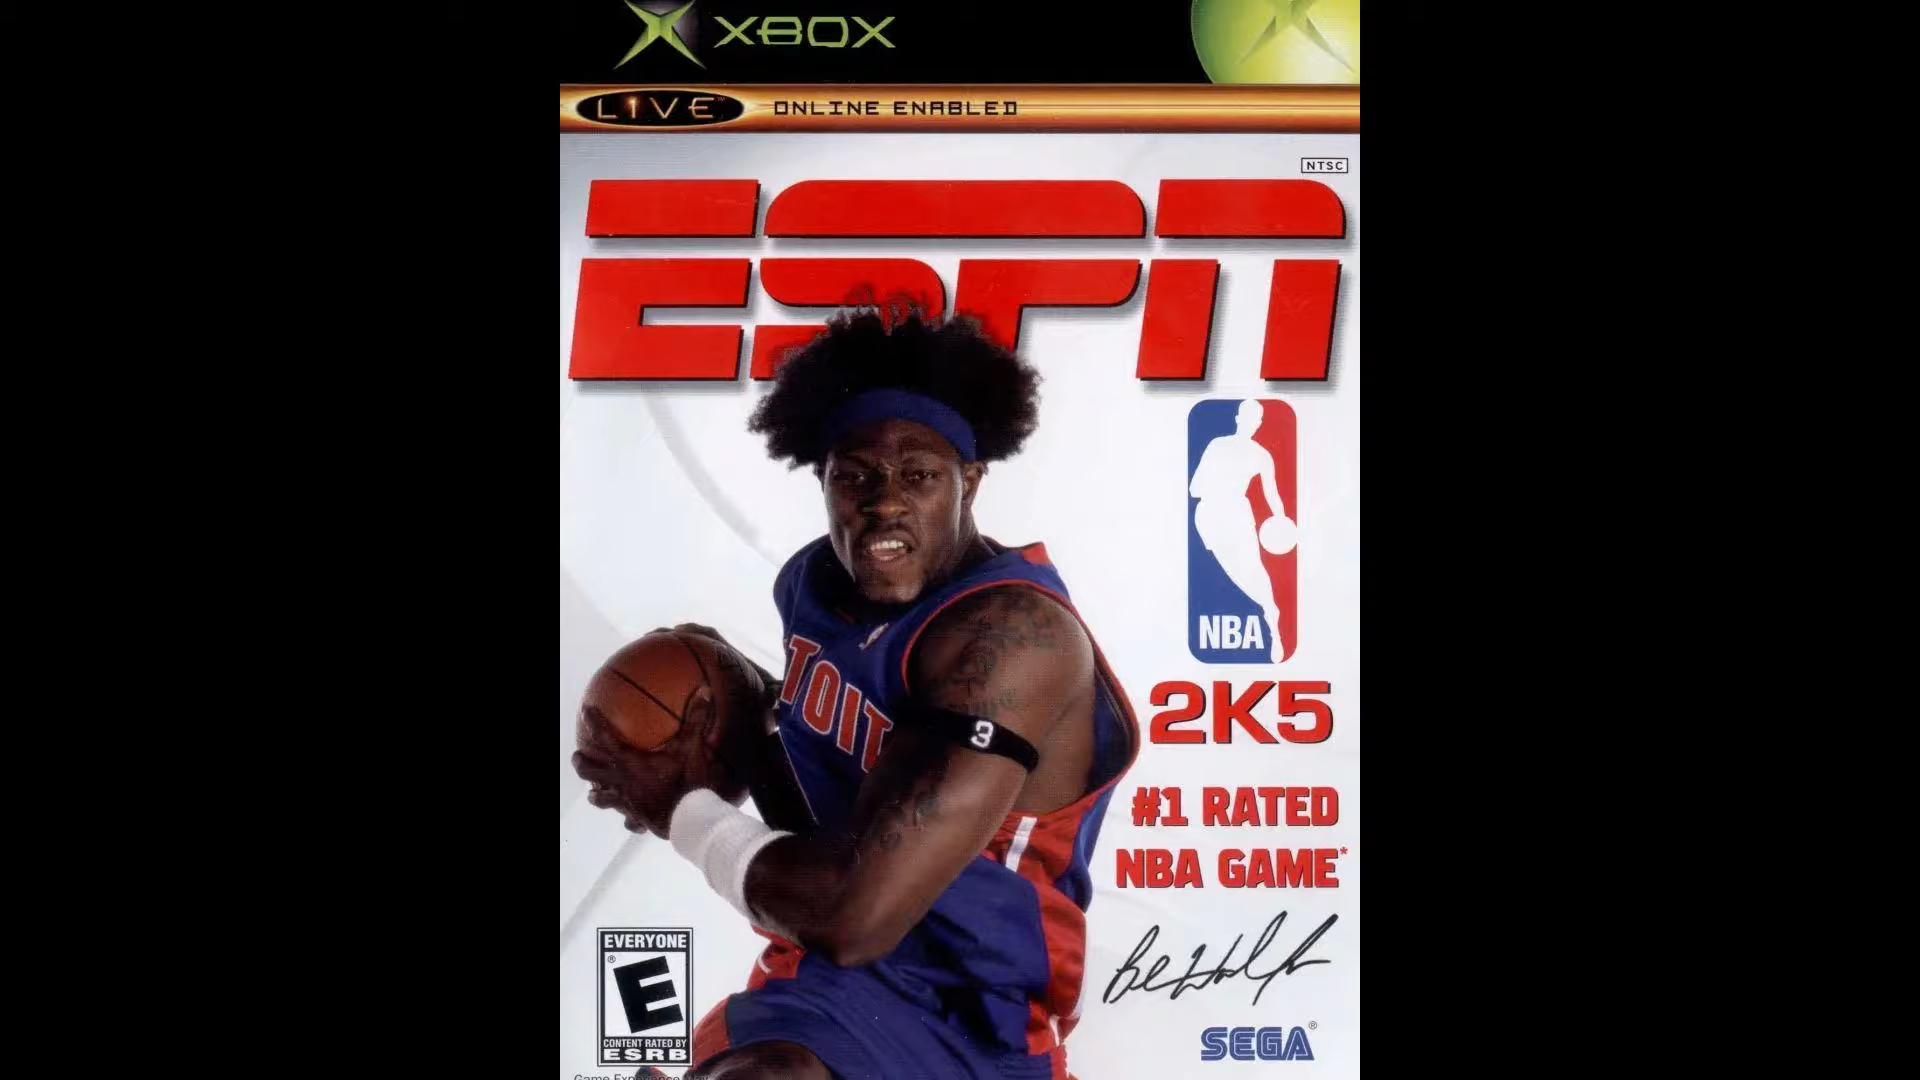 XBOX
LIVE™ ONLINE ENABLED
NTSC
ESPN
NBA
2K5
#1 RATED
NBA GAME*
TOIT
3
EVERYONE
E
®
CONTENT RATED BY
ESRB
SEGA®